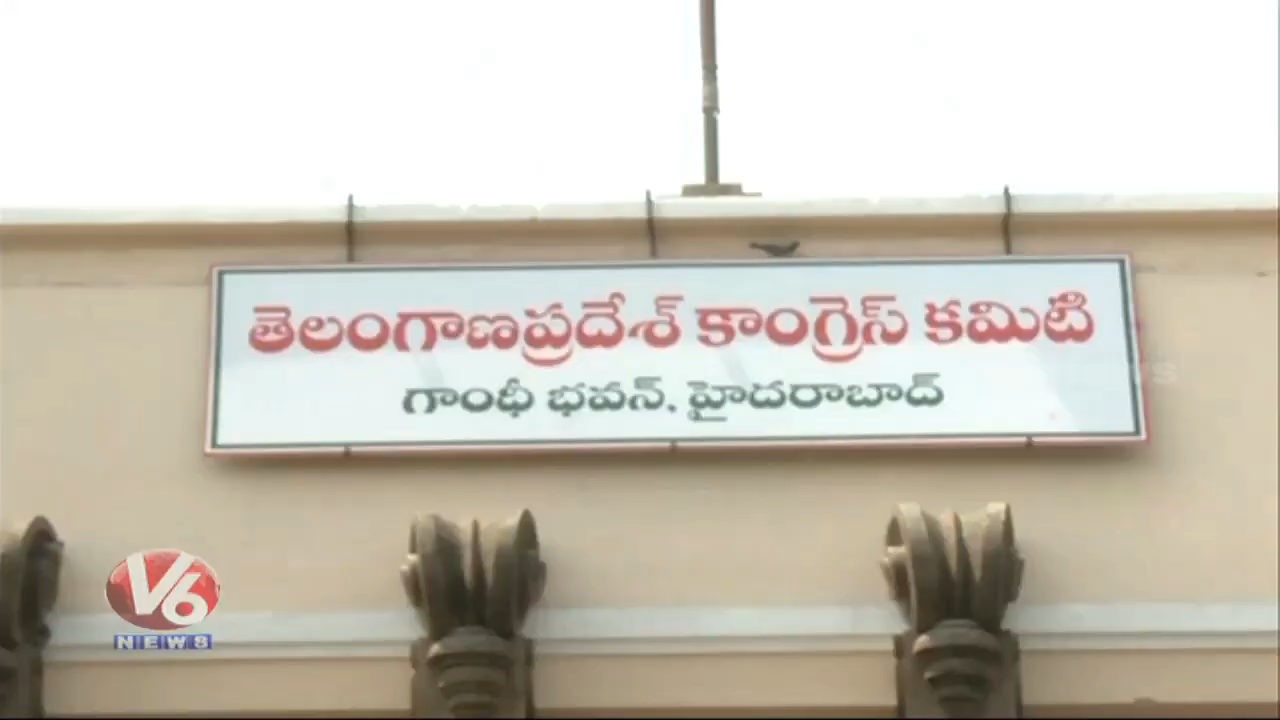 తెలంగాణప్రదేశ్ కాంగ్రెస్ కమిటి
గాంధీ భవన్, హైదరాబాద్
V6
NEWS